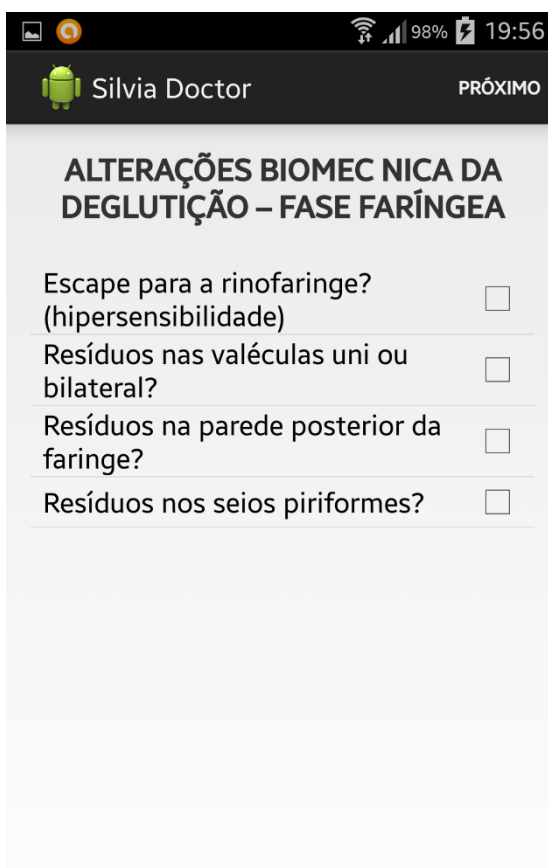 98% 19:56
Silvia Doctor PRÓXIMO
ALTERAÇÕES BIOMEC NICA DA
DEGLUTIÇÃO – FASE FARÍNGEA
Escape para a rinofaringe?
(hipersensibilidade)
Resíduos nas valéculas uni ou
bilateral?
Resíduos na parede posterior da
faringe?
Resíduos nos seios piriformes?